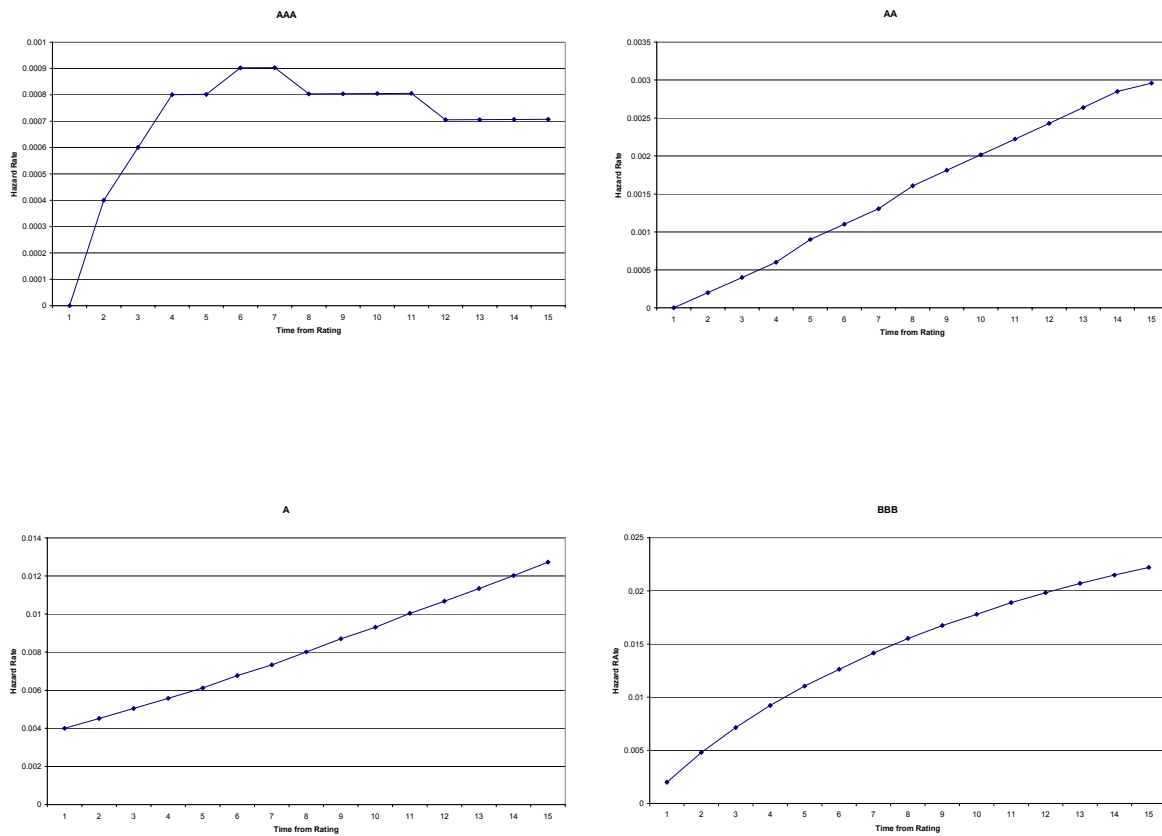 AAA
0.001
0.0009
0.0008
0.0007
0.0006
0.0005
0.0004
0.0003
0.0002
0.0001
0
Hazard Rate
1 2 3 4 5 6 7 8 9 10 11 12 13 14 15
Time from Rating
AA
0.0035
0.003
0.0025
0.002
0.0015
0.001
0.0005
0
Hazard Rate
1 2 3 4 5 6 7 8 9 10 11 12 13 14 15
Time from Rating
A
0.014
0.012
0.01
0.008
0.006
0.004
0.002
0
Hazard Rate
1 2 3 4 5 6 7 8 9 10 11 12 13 14 15
Time from Rating
BBB
0.025
0.02
0.015
0.01
0.005
0
Hazard RAte
1 2 3 4 5 6 7 8 9 10 11 12 13 14 15
Time from Rating